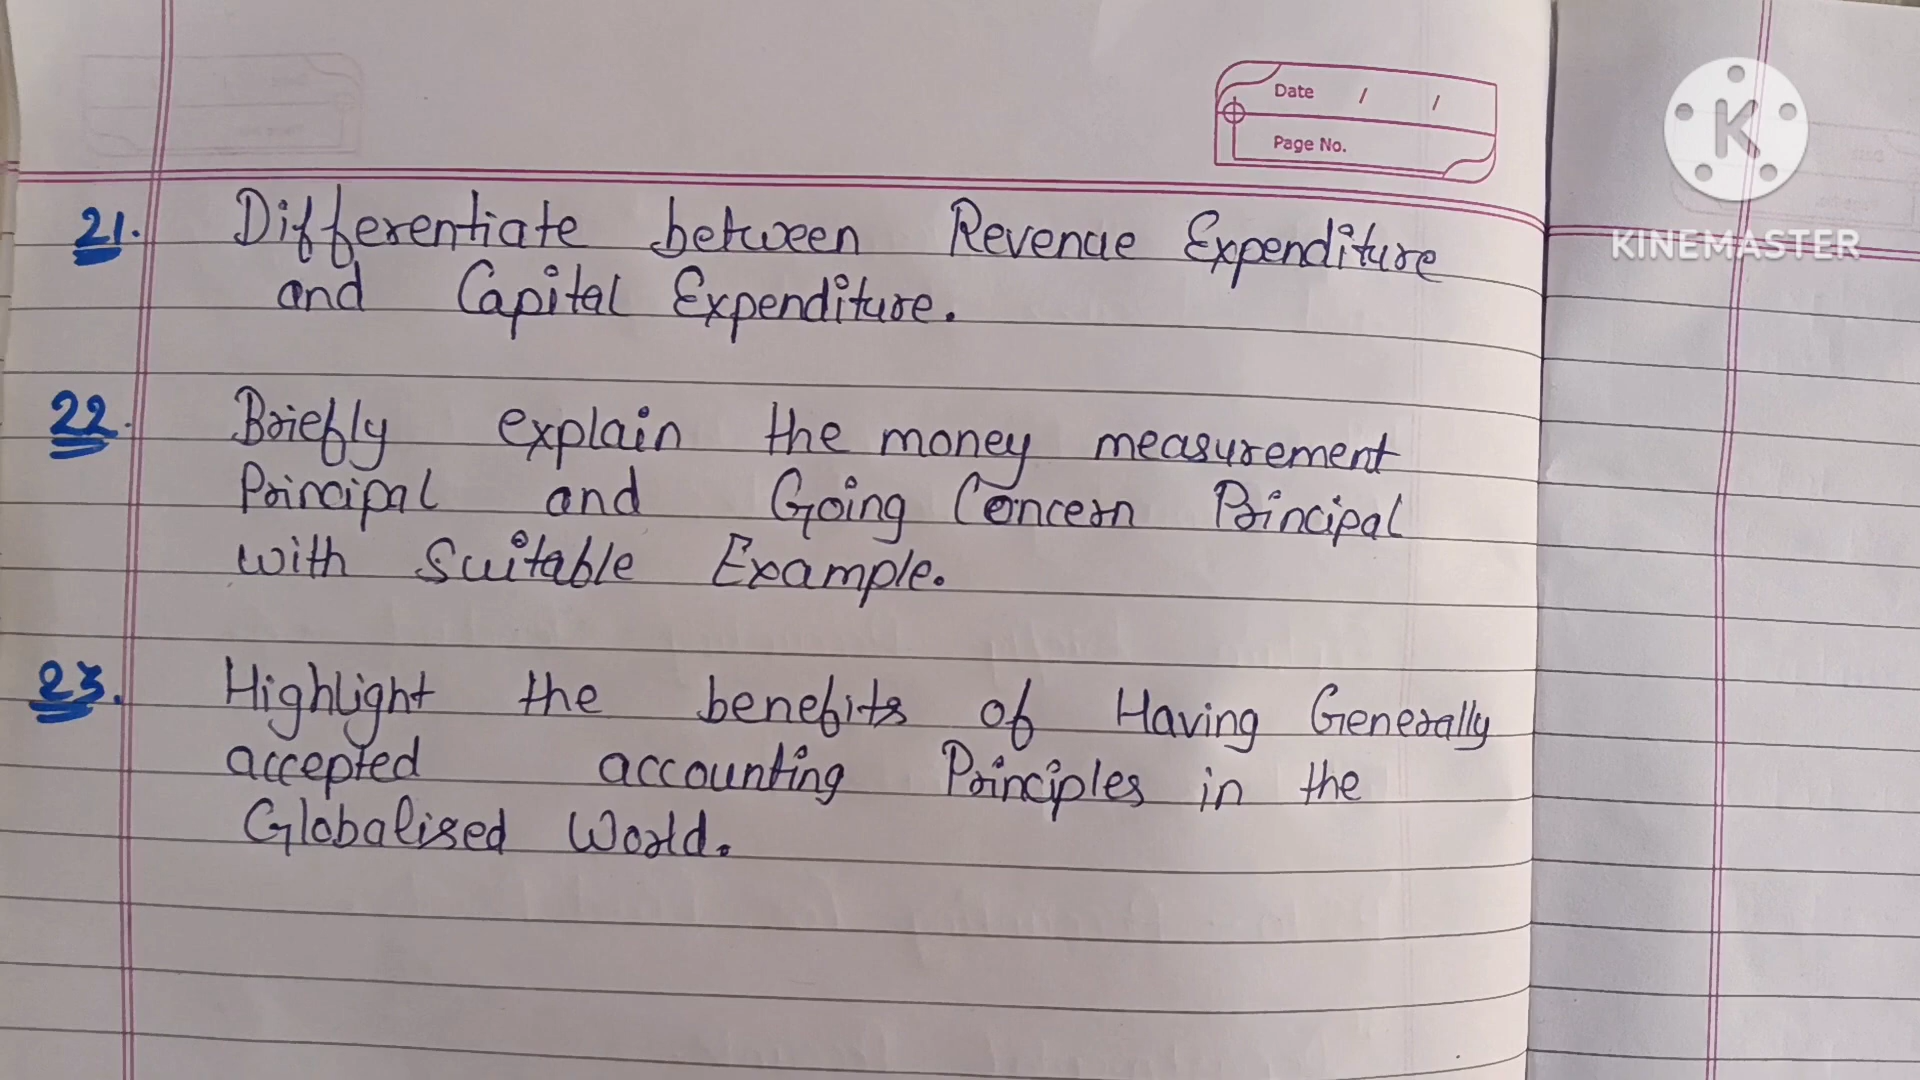 Date / /
Page No.
K
KINEMASTER
21. Differentiate between Revenue Expenditure
and Capital Expenditure.
22. Briefly explain the money measurement
Principal and Going Concern Principal
with Suitable Example.
23. Highlight the benefits of Having Generally
accepted accounting Principles in the
Globalised World.